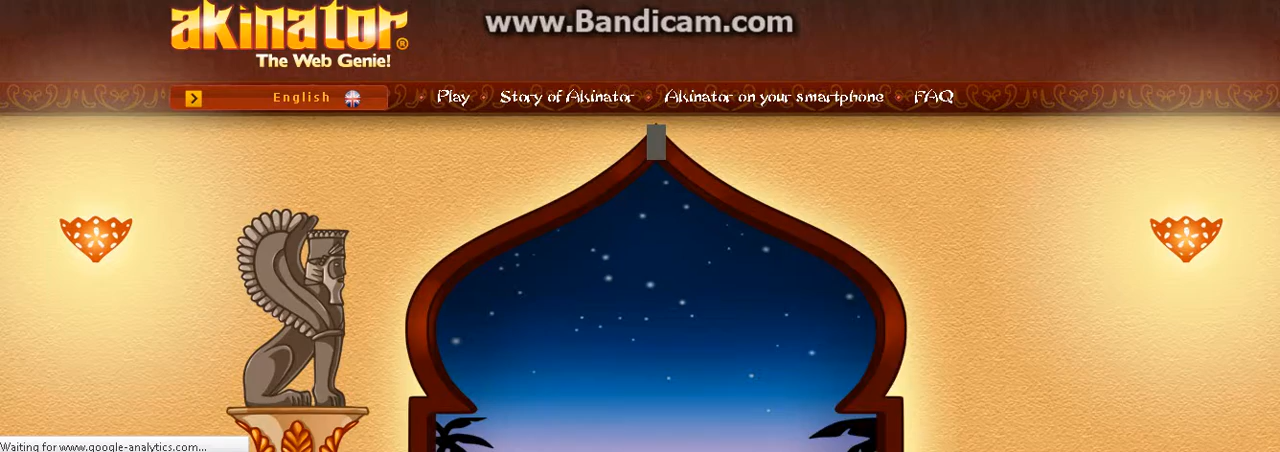 akinator®
www.Bandicam.com
The Web Genie!
English
Play · Story of Akinator · Akinator on your smartphone · FAQ
Waiting for www.google-analytics.com...